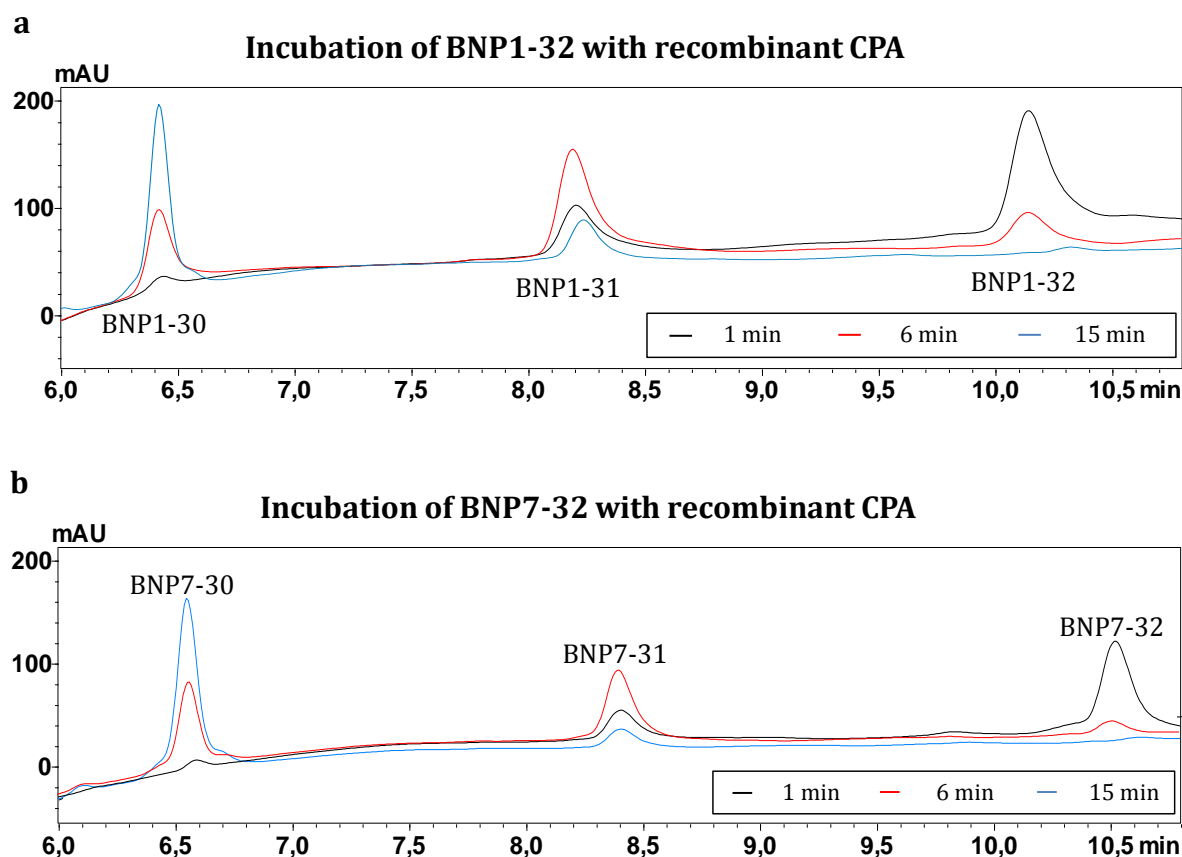 a
Incubation of BNP1-32 with recombinant CPA
mAU
200
100
0
BNP1-30
BNP1-31
BNP1-32
1 min 6 min 15 min
6,0 6,5 7,0 7,5 8,0 8,5 9,0 9,5 10,0 10,5 min
b
Incubation of BNP7-32 with recombinant CPA
mAU
200
100
0
BNP7-30
BNP7-31
BNP7-32
1 min 6 min 15 min
6,0 6,5 7,0 7,5 8,0 8,5 9,0 9,5 10,0 10,5 min